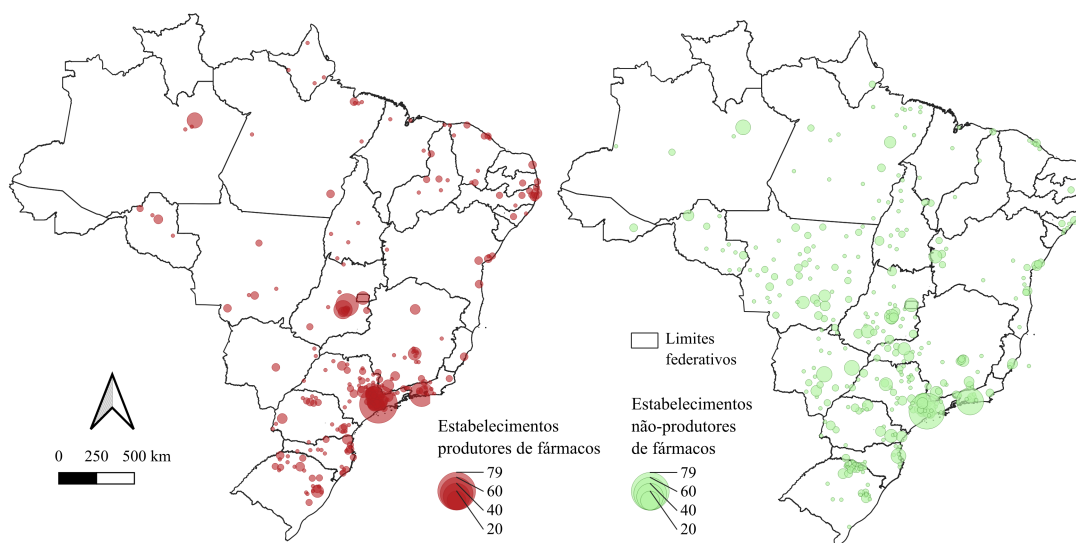 Limites
federativos
Estabelecimentos
produtores de fármacos
79
60
40
20
Estabelecimentos
não-produtores
de fármacos
79
60
40
20
0 250 500 km